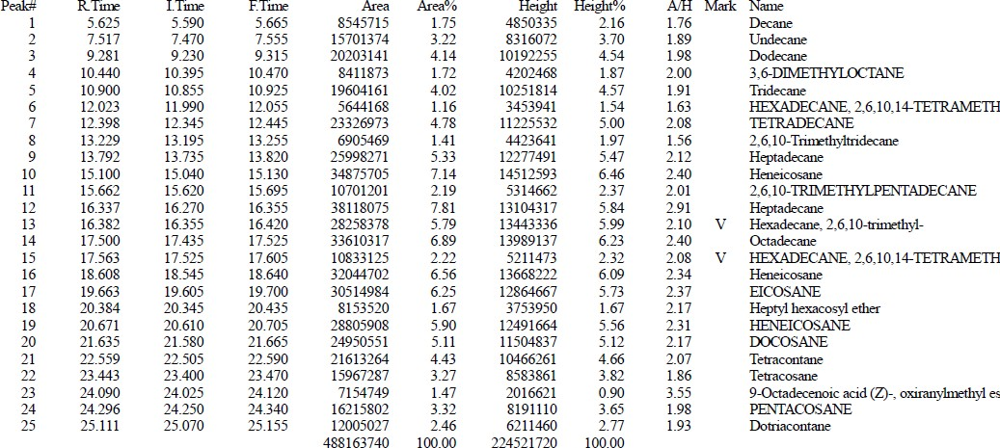 Peak# R.Time I.Time F.Time Area Area% Height Height% A/H Mark Name
1 5.625 5.590 5.665 8545715 1.75 4850335 2.16 1.76 Decane
2 7.517 7.470 7.555 15701374 3.22 8316072 3.70 1.89 Undecane
3 9.281 9.230 9.315 20203141 4.14 10192255 4.54 1.98 Dodecane
4 10.440 10.395 10.470 8411873 1.72 4202468 1.87 2.00 3,6-DIMETHYLOCTANE
5 10.900 10.855 10.925 19604161 4.02 10251814 4.57 1.91 Tridecane
6 12.023 11.990 12.055 5644168 1.16 3453941 1.54 1.63 HEXADECANE, 2,6,10,14-TETRAMETH
7 12.398 12.345 12.445 23326973 4.78 11225532 5.00 2.08 TETRADECANE
8 13.229 13.195 13.255 6905469 1.41 4423641 1.97 1.56 2,6,10-Trimethyltridecane
9 13.792 13.735 13.820 25998271 5.33 12277491 5.47 2.12 Heptadecane
10 15.100 15.040 15.130 34875705 7.14 14512593 6.46 2.40 Heneicosane
11 15.662 15.620 15.695 10701201 2.19 5314662 2.37 2.01 2,6,10-TRIMETHYLPENTADECANE
12 16.337 16.270 16.355 38118075 7.81 13104317 5.84 2.91 Heptadecane
13 16.382 16.355 16.420 28258378 5.79 13443336 5.99 2.10 V Hexadecane, 2,6,10-trimethyl-
14 17.500 17.435 17.525 33610317 6.89 13989137 6.23 2.40 Octadecane
15 17.563 17.525 17.605 10833125 2.22 5211473 2.32 2.08 V HEXADECANE, 2,6,10,14-TETRAMETH
16 18.608 18.545 18.640 32044702 6.56 13668222 6.09 2.34 Heneicosane
17 19.663 19.605 19.700 30514984 6.25 12864667 5.73 2.37 EICOSANE
18 20.384 20.345 20.435 8153520 1.67 3753950 1.67 2.17 Heptyl hexacosyl ether
19 20.671 20.610 20.705 28805908 5.90 12491664 5.56 2.31 HENEICOSANE
20 21.635 21.580 21.665 24950551 5.11 11504837 5.12 2.17 DOCOSANE
21 22.559 22.505 22.590 21613264 4.43 10466261 4.66 2.07 Tetracontane
22 23.443 23.400 23.470 15967287 3.27 8583861 3.82 1.86 Tetracosane
23 24.090 24.025 24.120 7154749 1.47 2016621 0.90 3.55 9-Octadecenoic acid (Z)-, oxiranylmethyl es
24 24.296 24.250 24.340 16215802 3.32 8191110 3.65 1.98 PENTACOSANE
25 25.111 25.070 25.155 12005027 2.46 6211460 2.77 1.93 Dotriacontane
488163740 100.00 224521720 100.00